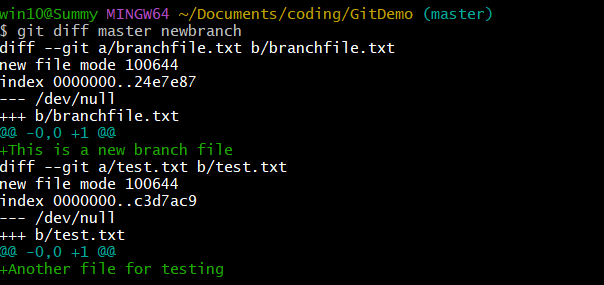 win10@Summy MINGW64 ~/Documents/coding/GitDemo (master)
$ git diff master newbranch
diff --git a/branchfile.txt b/branchfile.txt
new file mode 100644
index 0000000..24e7e87
--- /dev/null
+++ b/branchfile.txt
@@ -0,0 +1 @@
+This is a new branch file
diff --git a/test.txt b/test.txt
new file mode 100644
index 0000000..c3d7ac9
--- /dev/null
+++ b/test.txt
@@ -0,0 +1 @@
+Another file for testing